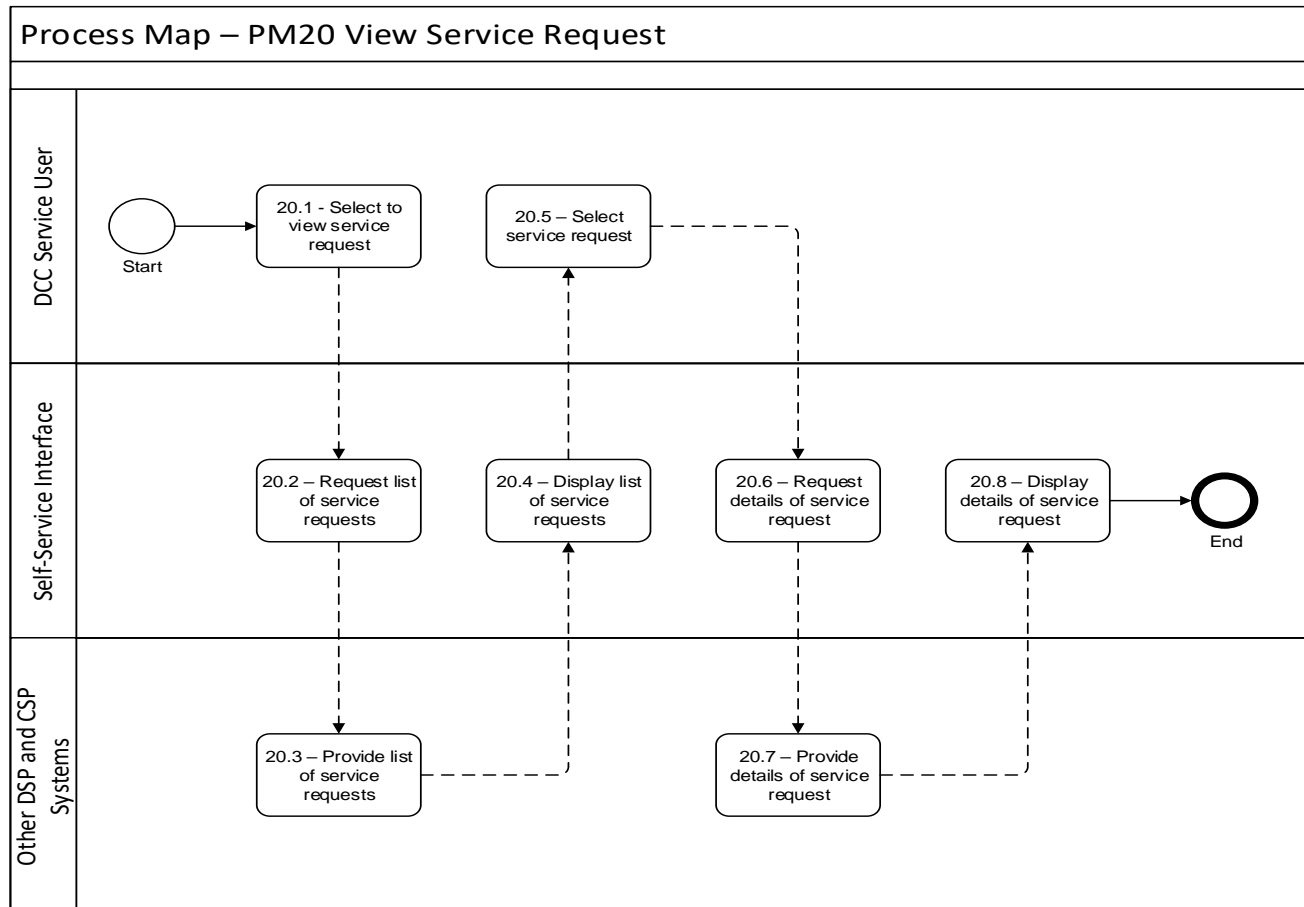 Process Map – PM20 View Service Request
DCC Service User
Start
20.1 - Select to
view service
request
20.5 – Select
service request
Self-Service Interface
20.2 – Request list
of service
requests
20.4 – Display list
of service
requests
20.6 – Request
details of service
request
20.8 – Display
details of service
request
End
Other DSP and CSP
Systems
20.3 – Provide list
of service
requests
20.7 – Provide
details of service
request